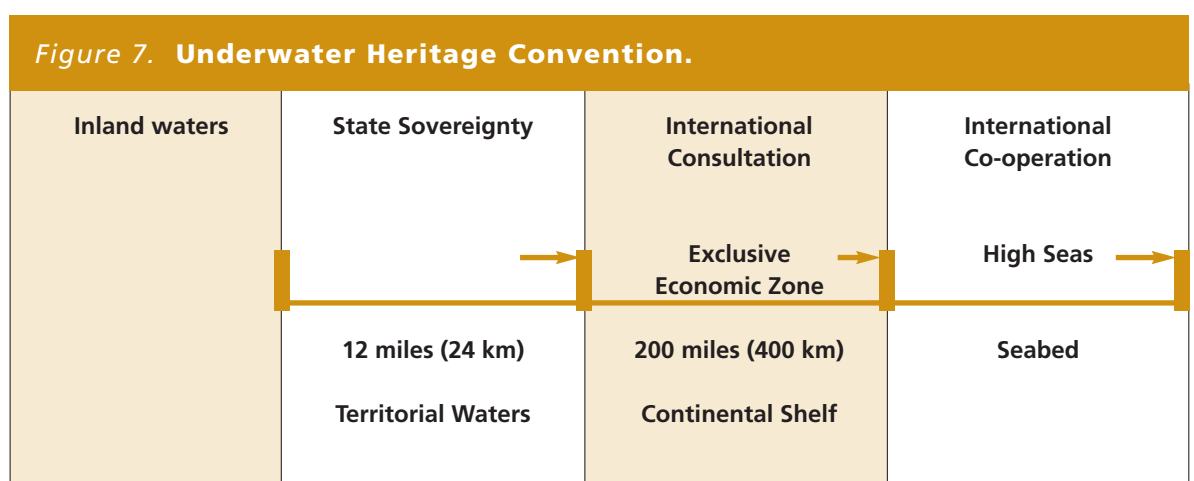 Figure 7. Underwater Heritage Convention.
Inland waters
State Sovereignty
International
Consultation
International
Co-operation
Exclusive
Economic Zone
High Seas
12 miles (24 km)
200 miles (400 km)
Seabed
Territorial Waters
Continental Shelf